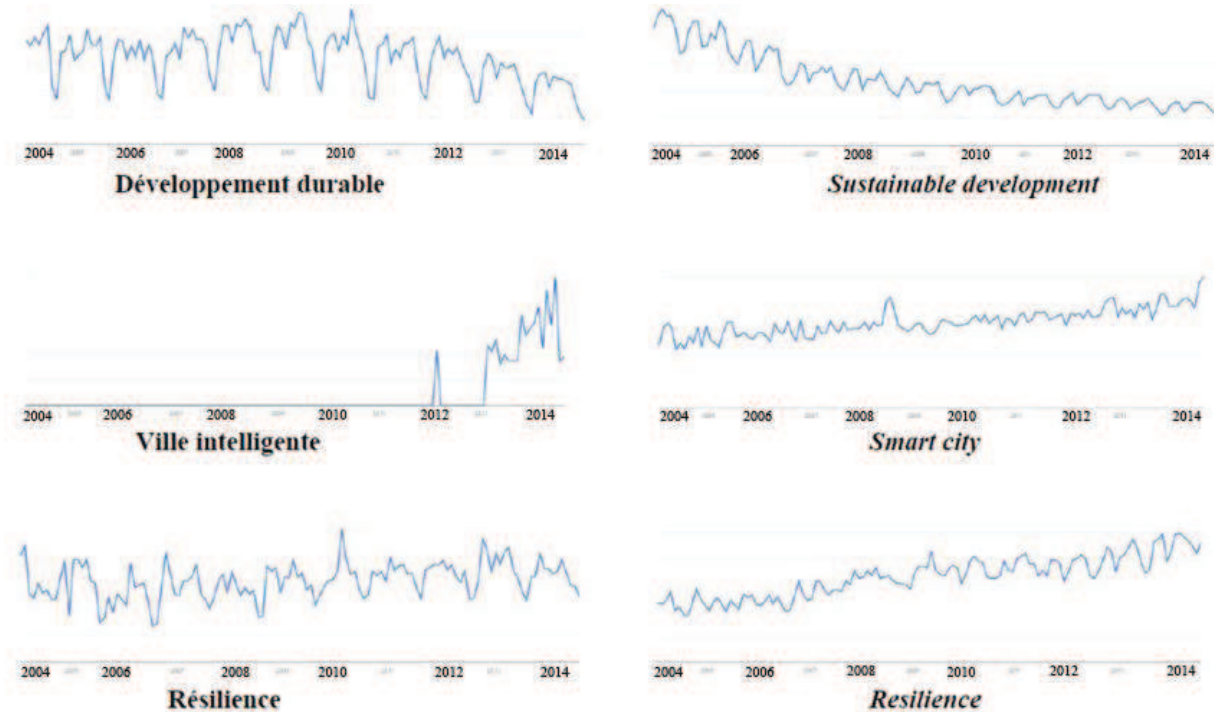 2004 2006 2008 2010 2012 2014
Développement durable
2004 2006 2008 2010 2012 2014
Sustainable development
2004 2006 2008 2010 2012 2014
Ville intelligente
2004 2006 2008 2010 2012 2014
Smart city
2004 2006 2008 2010 2012 2014
Résilience
2004 2006 2008 2010 2012 2014
Resilience